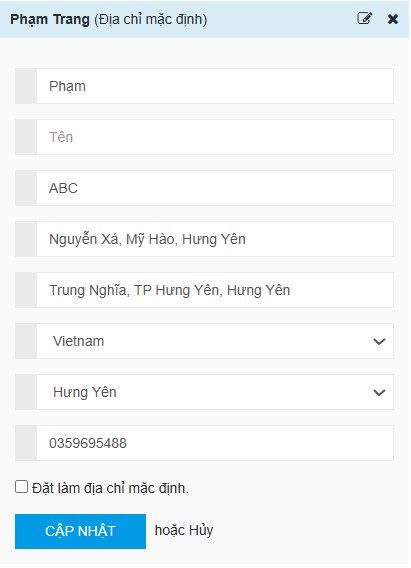 Phạm Trang (Địa chỉ mặc định)
Phạm
Tên
ABC
Nguyễn Xá, Mỹ Hào, Hưng Yên
Trung Nghĩa, TP Hưng Yên, Hưng Yên
Vietnam
Hưng Yên
0359695488
Đặt làm địa chỉ mặc định.
CẬP NHẬT hoặc Hủy